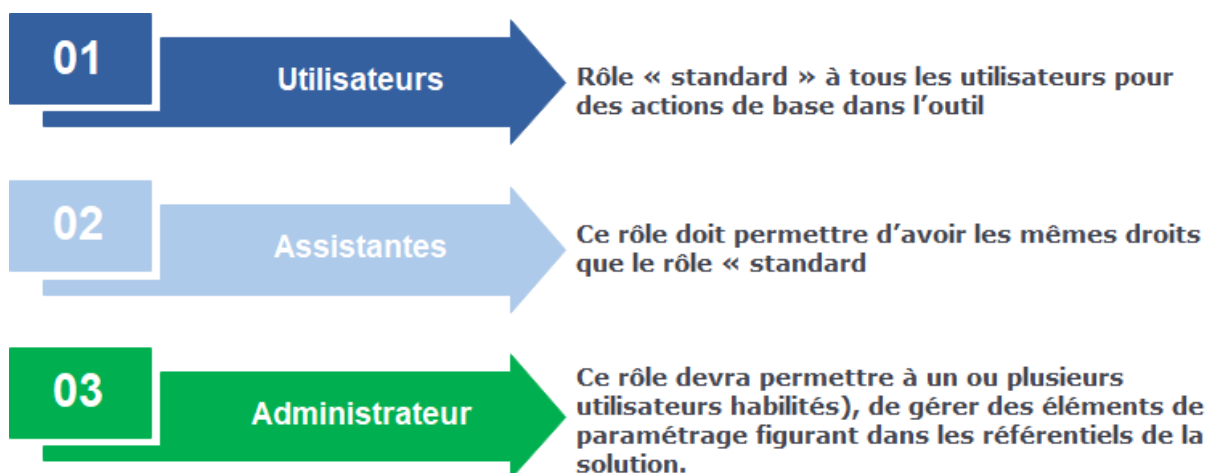 01
Utilisateurs
Rôle « standard » à tous les utilisateurs pour
des actions de base dans l’outil
02
Assistantes
Ce rôle doit permettre d’avoir les mêmes droits
que le rôle « standard
03
Administrateur
Ce rôle devra permettre à un ou plusieurs
utilisateurs habilités), de gérer des éléments de
paramétrage figurant dans les référentiels de la
solution.